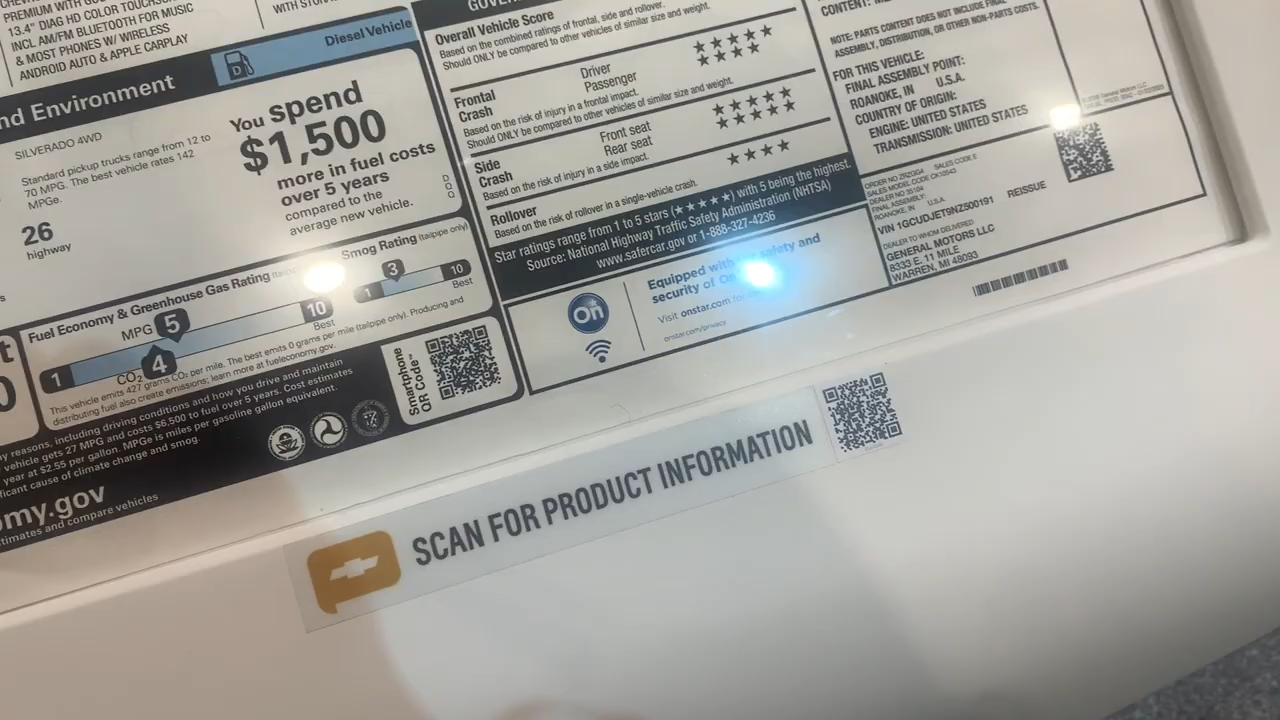 PREMIUM WITH
13.4" DIAG HD COLOR
INCL AM/FM BLUETOOTH FOR MUSIC
& MOST PHONES W/ WIRELESS
ANDROID AUTO & APPLE CARPLAY
Diesel Vehicle
nd Environment
SILVERADO 4WD
Standard pickup trucks range from 12 to
70 MPG. The best vehicle rates 142
MPGe.
26
highway
You spend
$1,500
more in fuel costs
over 5 years
compared to the
average new vehicle.
Fuel Economy & Greenhouse Gas Rating
Smog Rating (tailpipe only)
MPG 5
1
10
Best
CO2 4
3
1
10
Best
This vehicle emits 427 grams CO2 per mile. The best emits 0 grams per mile (tailpipe only). Producing and
distributing fuel also create emissions; learn more at fueleconomy.gov.
reasons, including driving conditions and how you drive and maintain
vehicle gets 27 MPG and costs $6,500 to fuel over 5 years. Cost estimates
year at $2.55 per gallon. MPGe is miles per gasoline gallon equivalent.
cause of climate change and smog.
omy.gov
and compare vehicles
Smartphone
QR Code™
Overall Vehicle Score
★★★★★
Based on the combined ratings of frontal, side and rollover.
Should ONLY be compared to other vehicles of similar size and weight.
Frontal
Crash
Driver ★★★★★
Passenger ★★★★
Based on the risk of injury in a frontal impact.
Should ONLY be compared to other vehicles of similar size and weight.
Side
Crash
Front seat ★★★★★
Rear seat ★★★★★
Based on the risk of injury in a side impact.
Rollover ★★★★
Based on the risk of rollover in a single-vehicle crash.
Star ratings range from 1 to 5 stars (★★★★★) with 5 being the highest.
Source: National Highway Traffic Safety Administration (NHTSA)
www.safercar.gov or 1-888-327-4236
On
Equipped with safety and
security of
Visit onstar.com
onstar.com/privacy
CONTENT:
NOTE: PARTS CONTENT DOES NOT INCLUDE FINAL
ASSEMBLY, DISTRIBUTION, OR OTHER NON-PARTS COSTS.
FOR THIS VEHICLE:
FINAL ASSEMBLY POINT:
ROANOKE, IN U.S.A.
COUNTRY OF ORIGIN:
ENGINE: UNITED STATES
TRANSMISSION: UNITED STATES
ORDER NO ZRZGGA SALES CODE E
SALES MODEL CODE CK10543
DEALER NO 35104
FINAL ASSEMBLY:
ROANOKE, IN U.S.A.
VIN 1GCUDJET9NZ500191 REISSUE
DEALER TO WHOM DELIVERED
GENERAL MOTORS LLC
8333 E. 11 MILE
WARREN, MI 48093
SCAN FOR PRODUCT INFORMATION